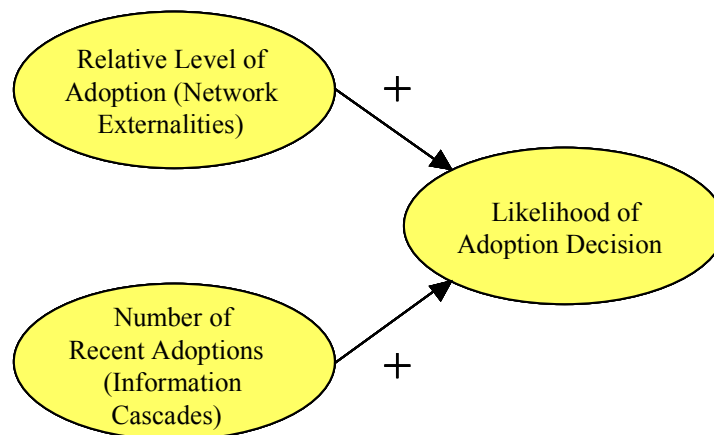 Relative Level of
Adoption (Network
Externalities)
+
Likelihood of
Adoption Decision
Number of
Recent Adoptions
(Information
Cascades)
+